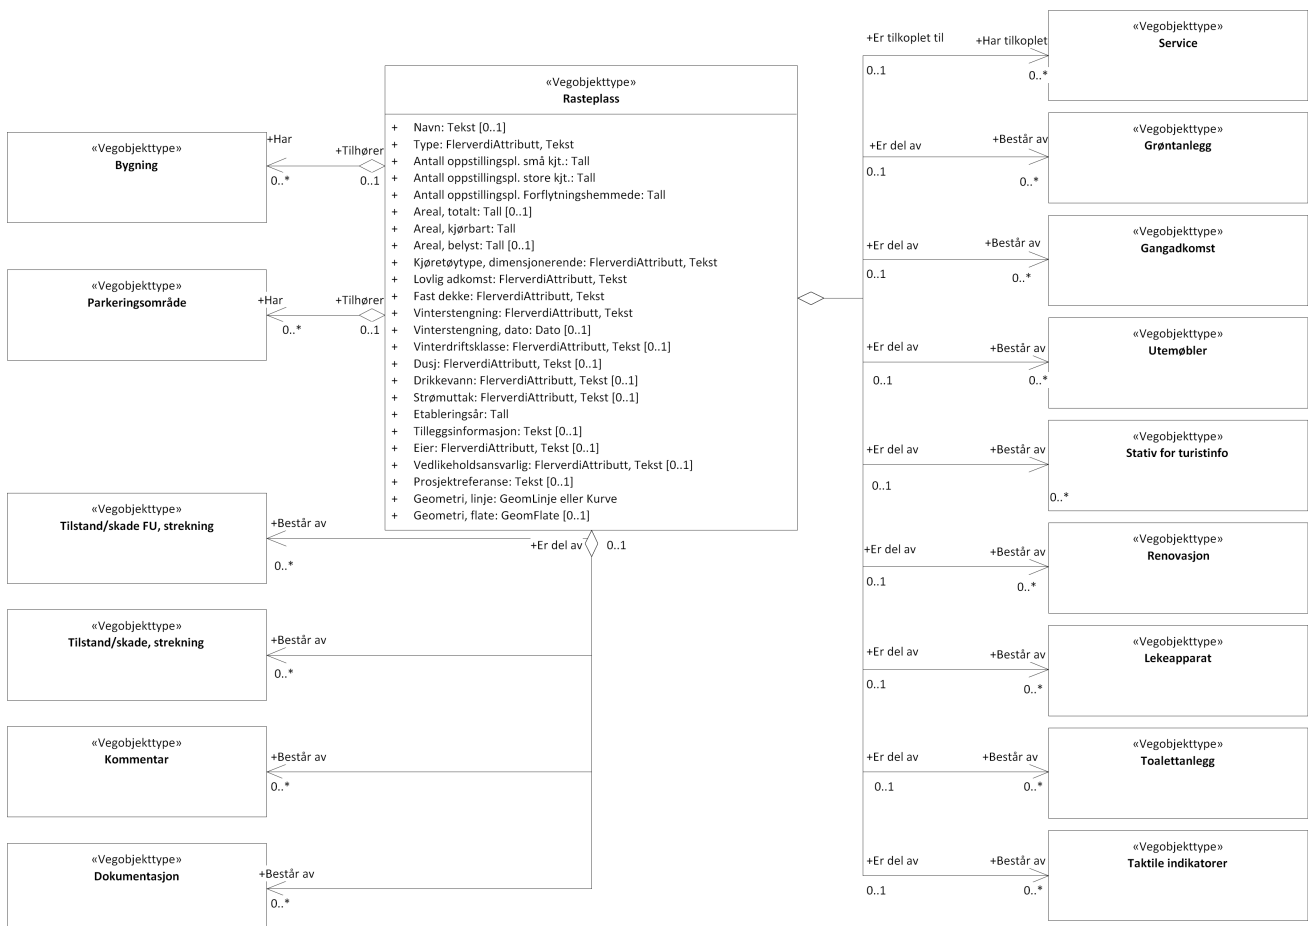 «Vegobjekttype»
Rasteplass
+ Navn: Tekst [0..1]
+ Type: FlerverdiAttributt, Tekst
+ Antall oppstillingspl. små kjt.: Tall
+ Antall oppstillingspl. store kjt.: Tall
+ Antall oppstillingspl. Forflytningshemmede: Tall
+ Areal, totalt: Tall [0..1]
+ Areal, kjørbart: Tall
+ Areal, belyst: Tall [0..1]
+ Kjøretøytype, dimensjonerende: FlerverdiAttributt, Tekst
+ Lovlig adkomst: FlerverdiAttributt, Tekst
+ Fast dekke: FlerverdiAttributt, Tekst
+ Vinterstengning: FlerverdiAttributt, Tekst
+ Vinterstengning, dato: Dato [0..1]
+ Vinterdriftsklasse: FlerverdiAttributt, Tekst [0..1]
+ Dusj: FlerverdiAttributt, Tekst [0..1]
+ Drikkevann: FlerverdiAttributt, Tekst [0..1]
+ Strømuttak: FlerverdiAttributt, Tekst [0..1]
+ Etableringsår: Tall
+ Tilleggsinformasjon: Tekst [0..1]
+ Eier: FlerverdiAttributt, Tekst [0..1]
+ Vedlikeholdsansvarlig: FlerverdiAttributt, Tekst [0..1]
+ Prosjektreferanse: Tekst [0..1]
+ Geometri, linje: GeomLinje eller Kurve
+ Geometri, flate: GeomFlate [0..1]
«Vegobjekttype»
Bygning
+Har
0..*
+Tilhører
0..1
«Vegobjekttype»
Parkeringsområde
+Har
0..*
+Tilhører
0..1
«Vegobjekttype»
Tilstand/skade FU, strekning
+Består av
0..*
+Er del av
0..1
«Vegobjekttype»
Tilstand/skade, strekning
+Består av
0..*
«Vegobjekttype»
Kommentar
+Består av
0..*
«Vegobjekttype»
Dokumentasjon
+Består av
0..*
+Er tilkoplet til
0..1
+Har tilkoplet
0..*
«Vegobjekttype»
Service
+Er del av
0..1
+Består av
0..*
«Vegobjekttype»
Grøntanlegg
+Er del av
0..1
+Består av
0..*
«Vegobjekttype»
Gangadkomst
+Er del av
0..1
+Består av
0..*
«Vegobjekttype»
Utemøbler
+Er del av
0..1
+Består av
0..*
«Vegobjekttype»
Stativ for turistinfo
+Er del av
0..1
+Består av
0..*
«Vegobjekttype»
Renovasjon
+Er del av
0..1
+Består av
0..*
«Vegobjekttype»
Lekeapparat
+Er del av
0..1
+Består av
0..*
«Vegobjekttype»
Toalettanlegg
+Er del av
0..1
+Består av
0..*
«Vegobjekttype»
Taktile indikatorer